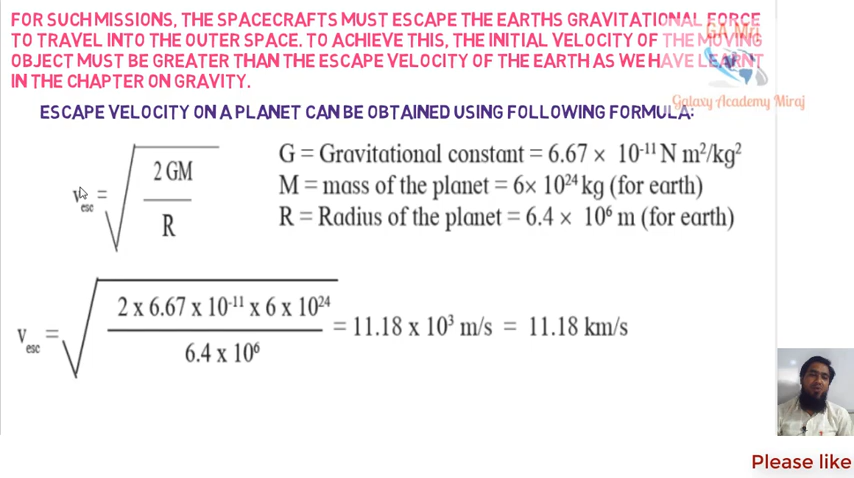 FOR SUCH MISSIONS, THE SPACECRAFTS MUST ESCAPE THE EARTHS GRAVITATIONAL FORCE
TO TRAVEL INTO THE OUTER SPACE. TO ACHIEVE THIS, THE INITIAL VELOCITY OF THE MOVING
OBJECT MUST BE GREATER THAN THE ESCAPE VELOCITY OF THE EARTH AS WE HAVE LEARNT
IN THE CHAPTER ON GRAVITY.
Galaxy Academy Miraj
ESCAPE VELOCITY ON A PLANET CAN BE OBTAINED USING FOLLOWING FORMULA:
v esc = √(2 GM / R)
G = Gravitational constant = 6.67 × 10⁻¹¹ N m²/kg²
M = mass of the planet = 6× 10²⁴ kg (for earth)
R = Radius of the planet = 6.4 × 10⁶ m (for earth)
v esc = √(2 x 6.67 x 10⁻¹¹ x 6 x 10²⁴ / 6.4 x 10⁶) = 11.18 x 10³ m/s = 11.18 km/s
Please like